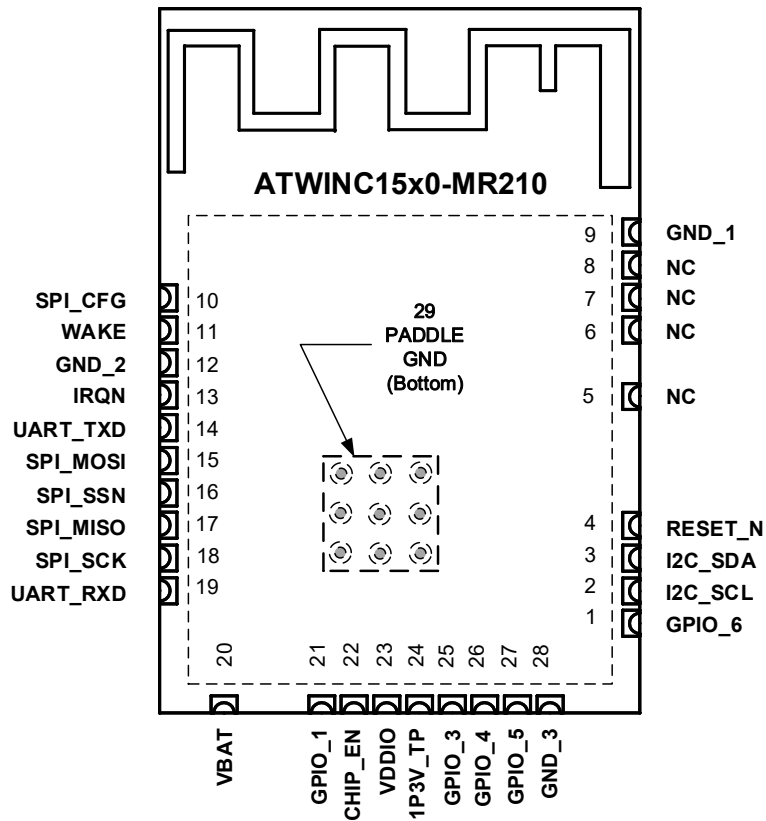 ATWINC15x0-MR210
9 GND_1
8 NC
7 NC
6 NC
5 NC
4 RESET_N
3 I2C_SDA
2 I2C_SCL
1 GPIO_6
SPI_CFG 10
WAKE 11
GND_2 12
IRQN 13
UART_TXD 14
SPI_MOSI 15
SPI_SSN 16
SPI_MISO 17
SPI_SCK 18
UART_RXD 19
29
PADDLE
GND
(Bottom)
20 VBAT
21 GPIO_1
22 CHIP_EN
23 VDDIO
24 1P3V_TP
25 GPIO_3
26 GPIO_4
27 GPIO_5
28 GND_3